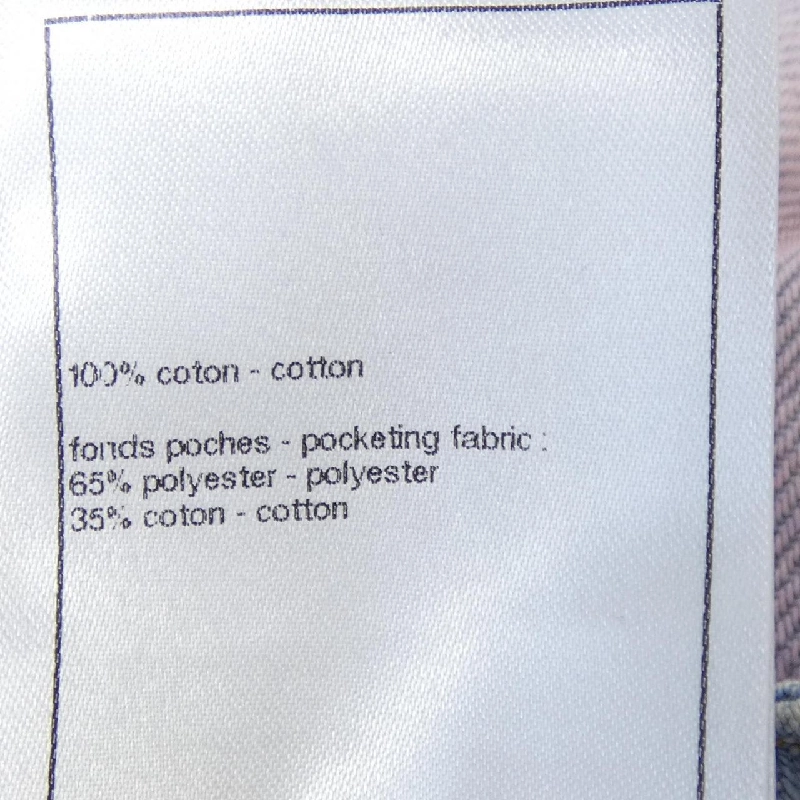 100% coton - cotton
fonds poches - pocketing fabric :
65% polyester - polyester
35% coton - cotton